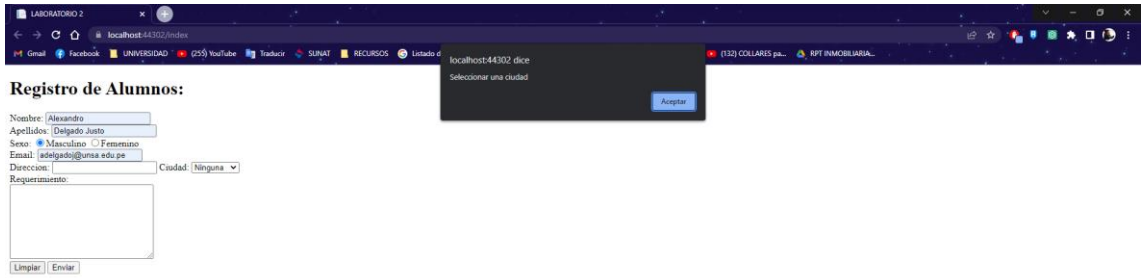 LABORATORIO 2
localhost:44302/index
Gmail Facebook UNIVERSIDAD (255) YouTube Traducir SUNAT RECURSOS Listado d (132) COLLARES pa... RPT INMOBILIARIA...
localhost:44302 dice
Seleccionar una ciudad
Aceptar
Registro de Alumnos:
Nombre: Alexandro
Apellidos: Delgado Justo
Sexo: Masculino Femenino
Email: adelgadoj@unsa.edu.pe
Direccion: Ciudad: Ninguna
Requerimiento:
Limpiar Enviar